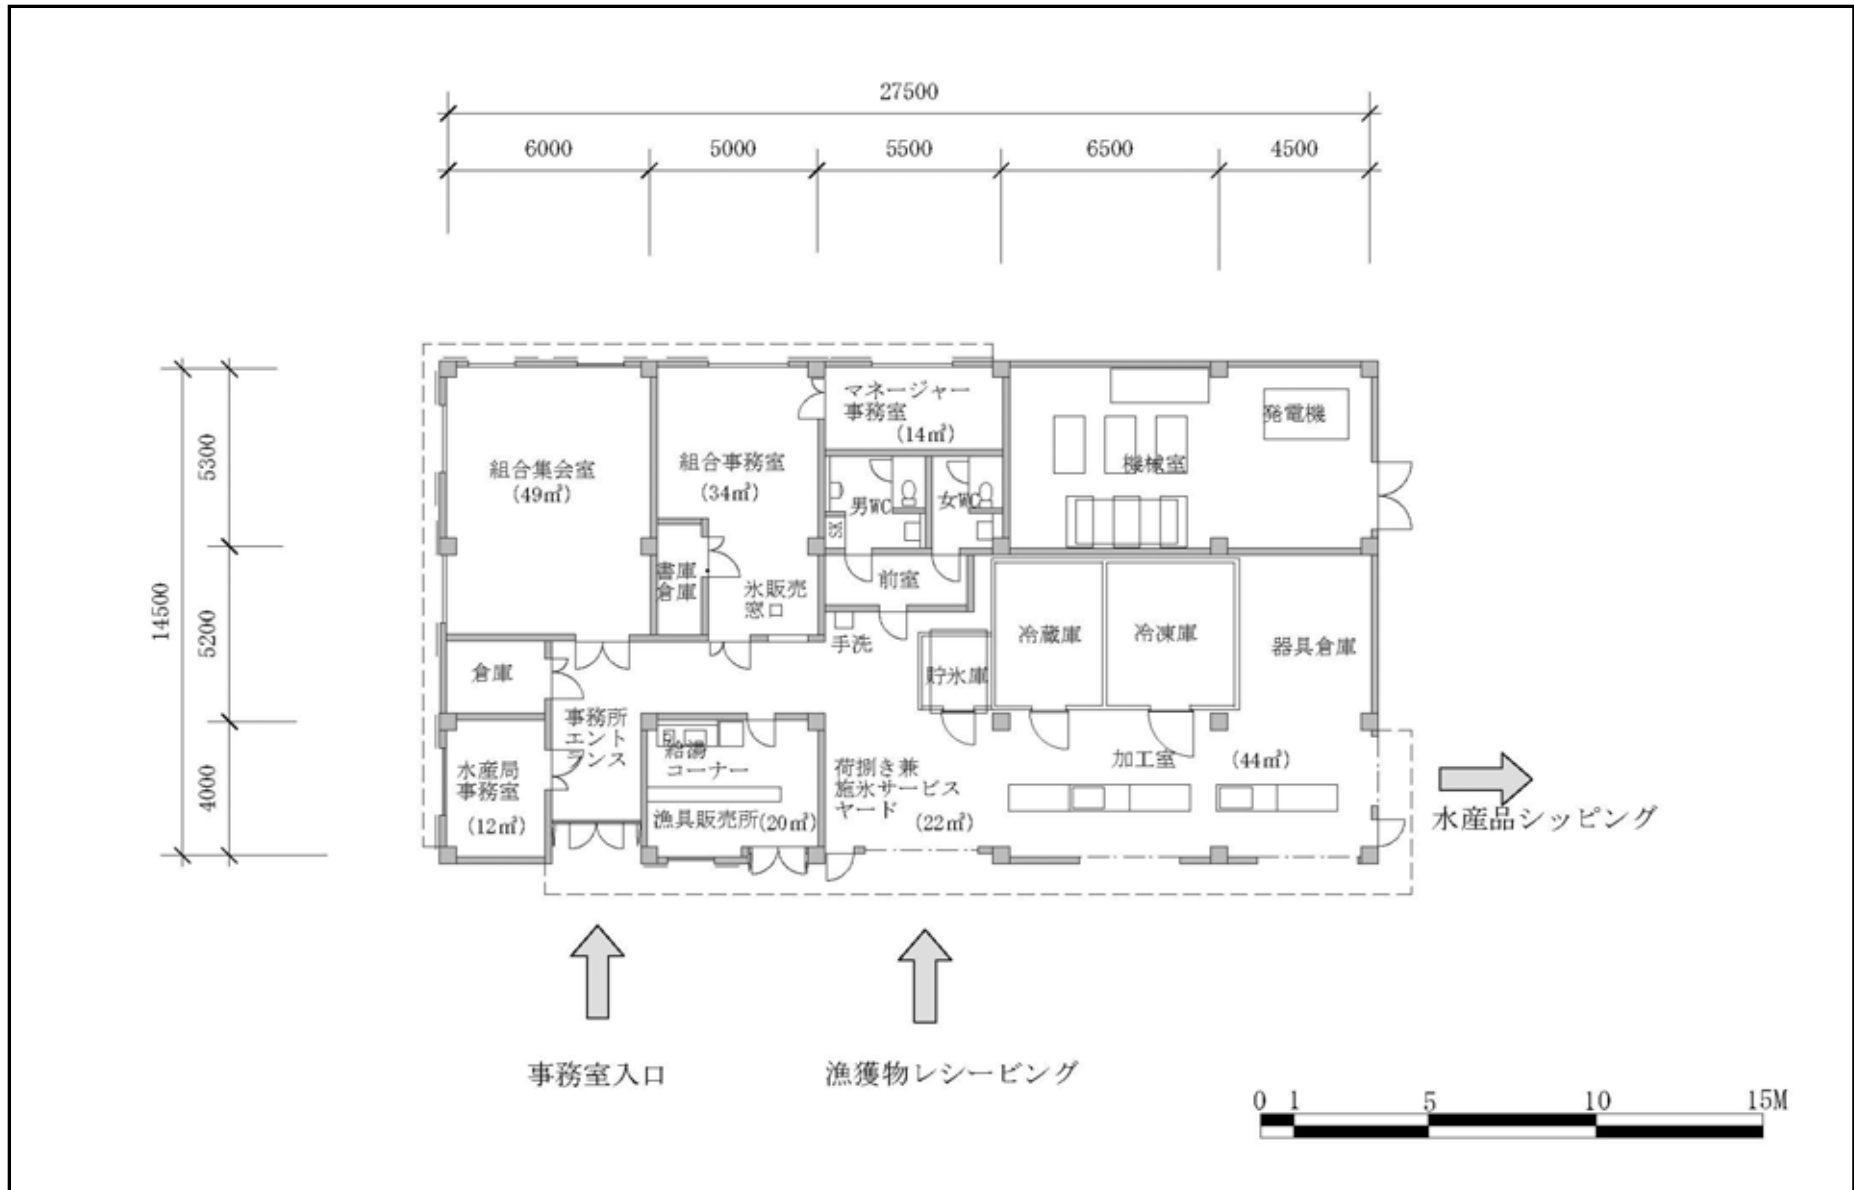 27500
6000
5000
5500
6500
4500
14500
5300
5200
4000
マネージャー
事務室
(14㎡)
発電機
機械室
組合集会室
(49㎡)
組合事務室
(34㎡)
男WC
女WC
SK
書庫
倉庫
氷販売
窓口
前室
手洗
冷蔵庫
冷凍庫
器具倉庫
貯氷庫
倉庫
事務所
エント
ランス
水産局
事務室
(12㎡)
給湯
コーナー
漁具販売所(20㎡)
荷捌き兼
施氷サービス
ヤード
(22㎡)
加工室
(44㎡)
水産品シッピング
事務室入口
漁獲物レシービング
0 1 5 10 15M